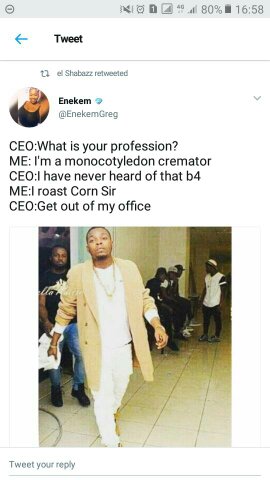 80% 16:58
Tweet
el Shabazz retweeted
Enekem
@EnekemGreg
CEO:What is your profession?
ME: I'm a monocotyledon cremator
CEO:I have never heard of that b4
ME:I roast Corn Sir
CEO:Get out of my office
Tweet your reply